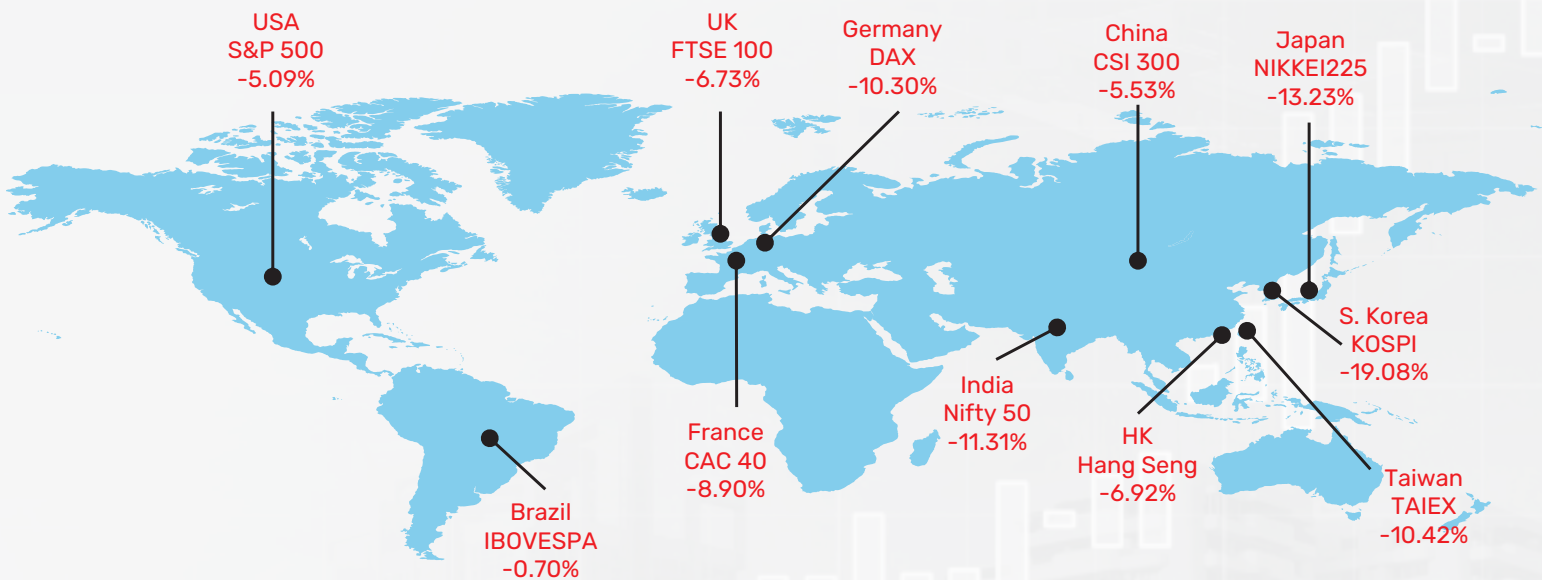 USA
S&P 500
-5.09%
UK
FTSE 100
-6.73%
Germany
DAX
-10.30%
China
CSI 300
-5.53%
Japan
NIKKEI225
-13.23%
S. Korea
KOSPI
-19.08%
India
Nifty 50
-11.31%
France
CAC 40
-8.90%
HK
Hang Seng
-6.92%
Taiwan
TAIEX
-10.42%
Brazil
IBOVESPA
-0.70%